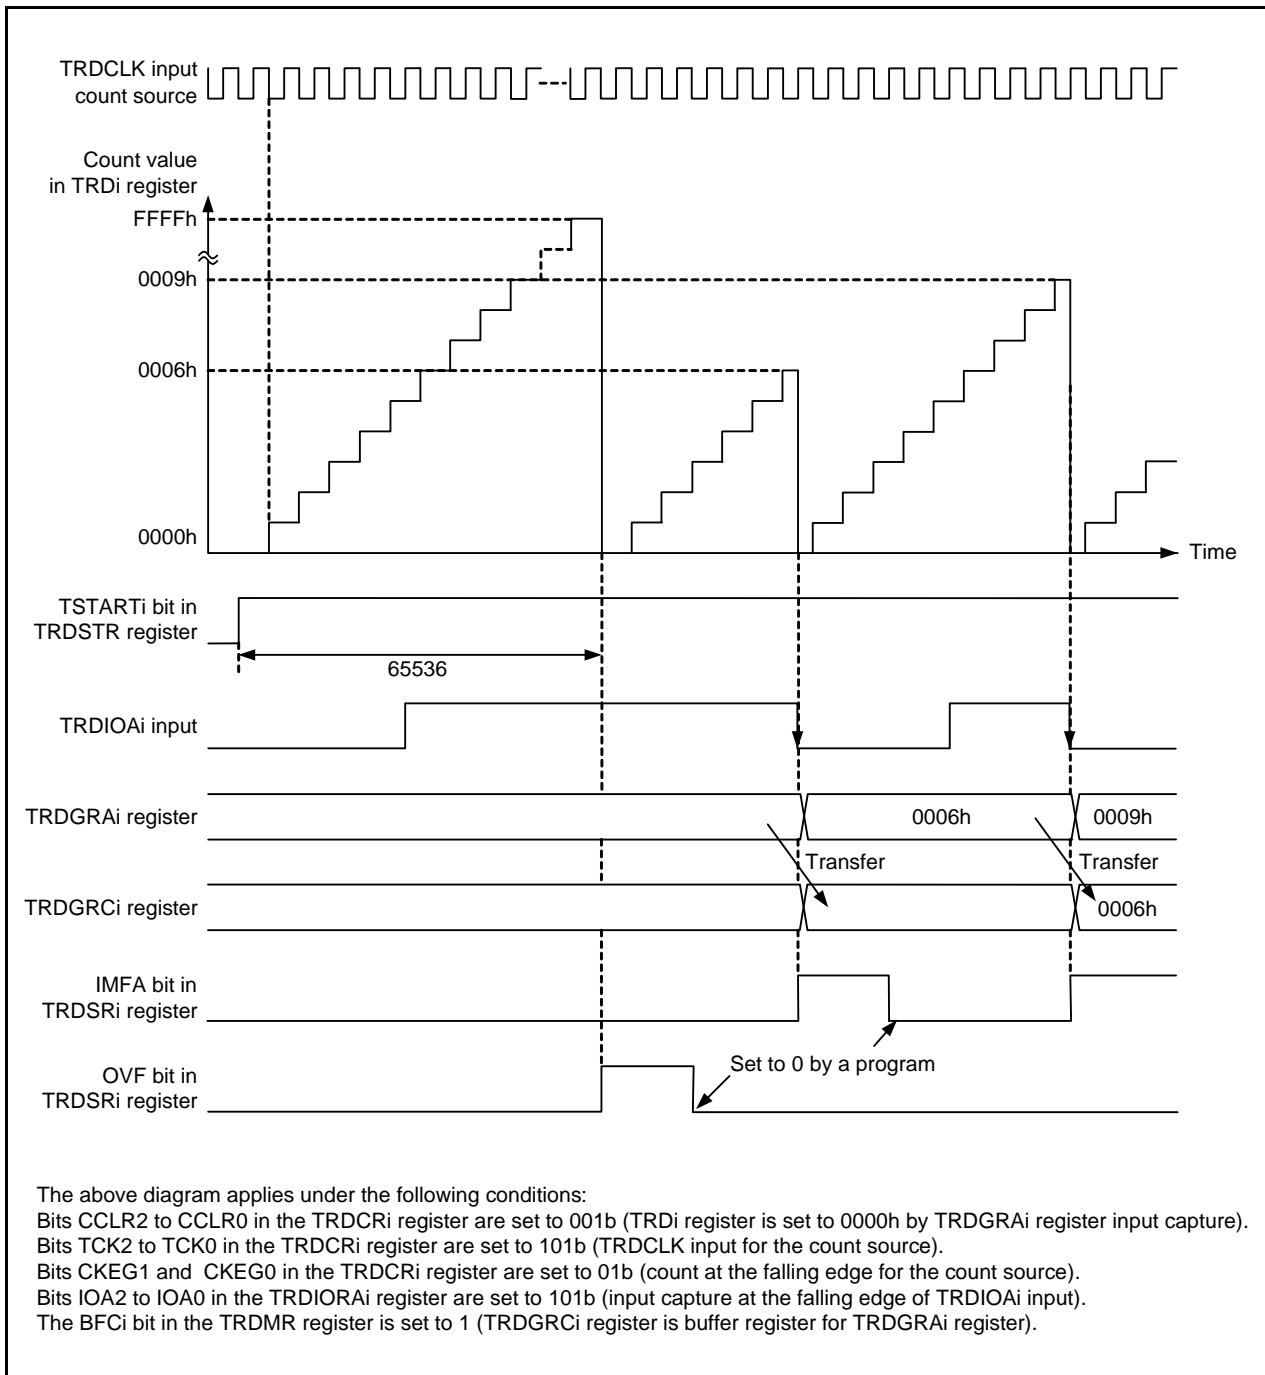 TRDCLK input
count source
Count value
in TRDi register
FFFFh
0009h
0006h
0000h
Time
TSTARTi bit in
TRDSTR register
65536
TRDIOAi input
TRDGRAi register
0006h
0009h
Transfer
Transfer
TRDGRCi register
0006h
IMFA bit in
TRDSRi register
Set to 0 by a program
OVF bit in
TRDSRi register
The above diagram applies under the following conditions:
Bits CCLR2 to CCLR0 in the TRDCRi register are set to 001b (TRDi register is set to 0000h by TRDGRAi register input capture).
Bits TCK2 to TCK0 in the TRDCRi register are set to 101b (TRDCLK input for the count source).
Bits CKEG1 and CKEG0 in the TRDCRi register are set to 01b (count at the falling edge for the count source).
Bits IOA2 to IOA0 in the TRDIORAi register are set to 101b (input capture at the falling edge of TRDIOAi input).
The BFCi bit in the TRDMR register is set to 1 (TRDGRCi register is buffer register for TRDGRAi register).